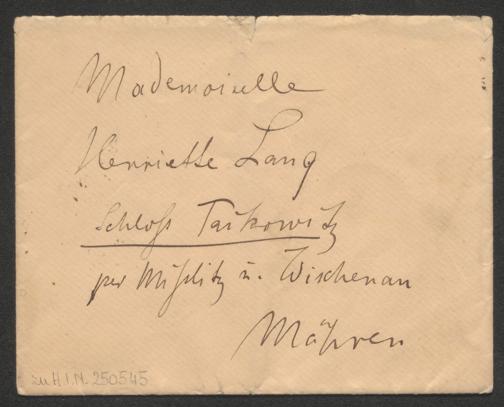 Mademoiselle
Henriette Lang
Schloß Taikowitz
per Mißlitz u. Wischenau
Mähren
zu H.I.N. 250545